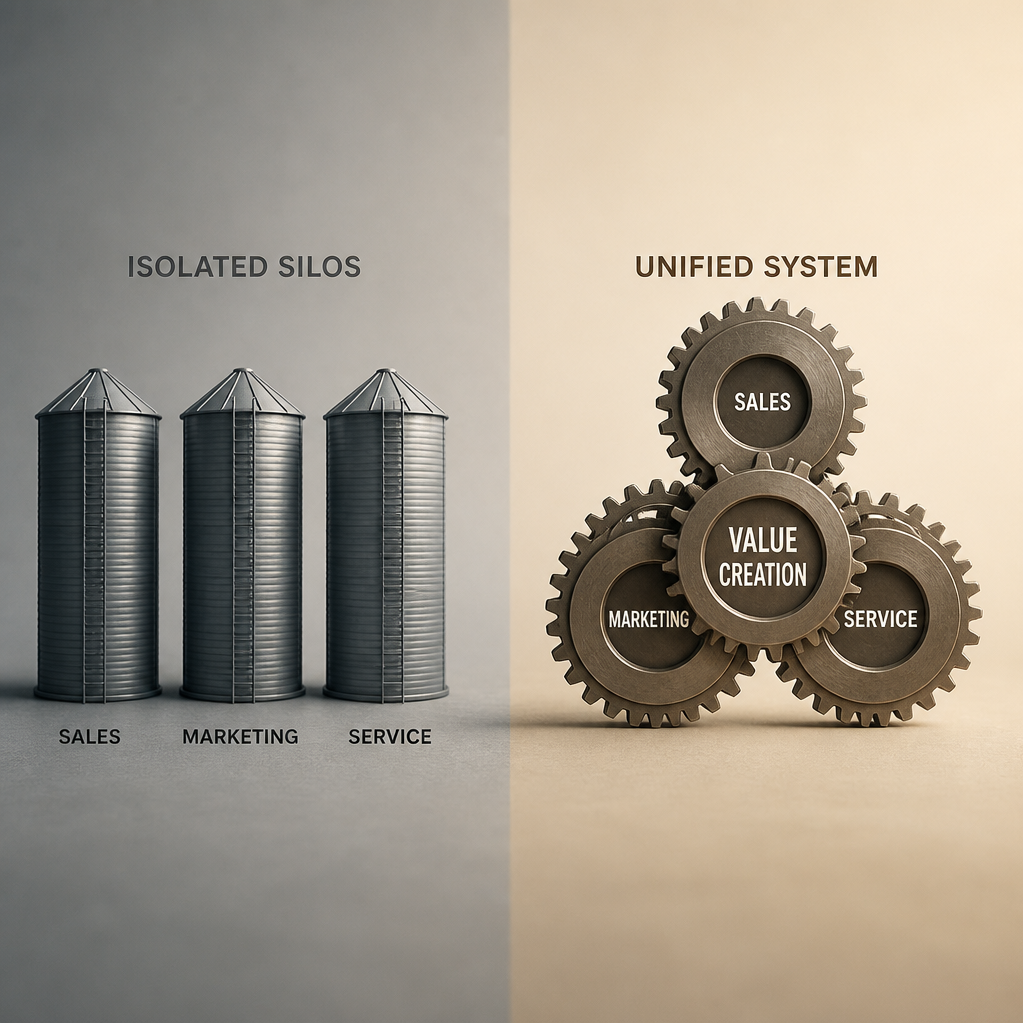 ISOLATED SILOS
SALES
MARKETING
SERVICE
UNIFIED SYSTEM
SALES
VALUE
CREATION
MARKETING
SERVICE